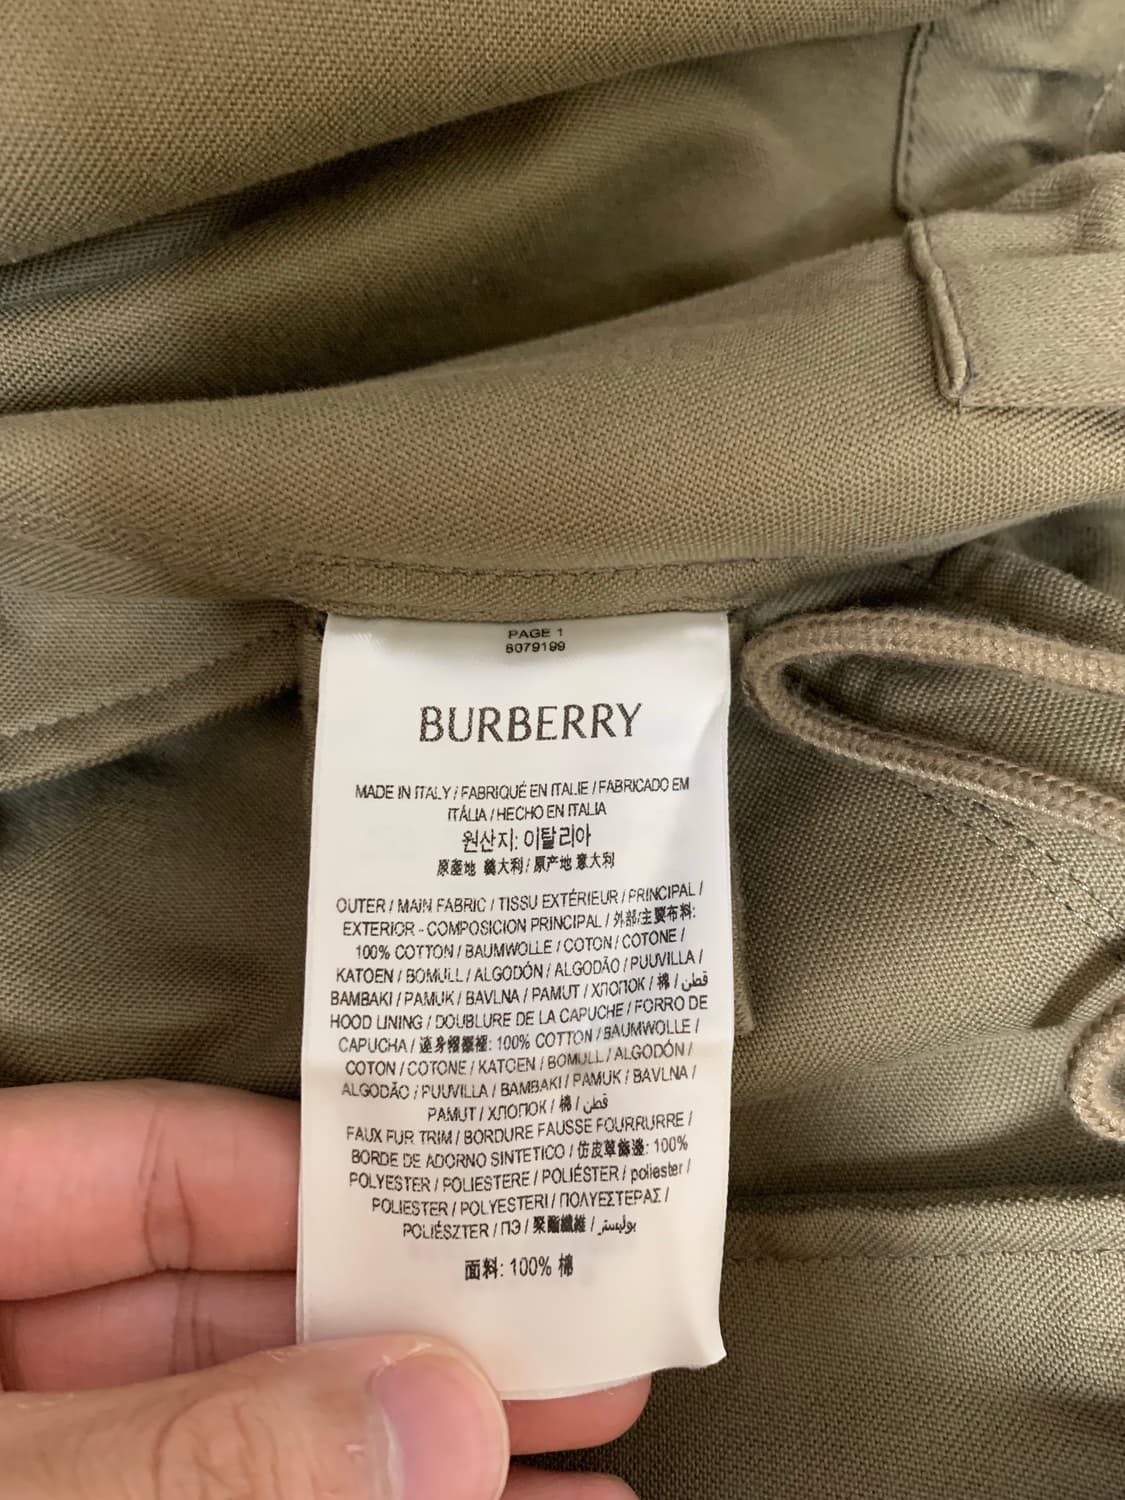 PAGE 1
8079199
BURBERRY
MADE IN ITALY / FABRIQUÉ EN ITALIE / FABRICADO EM
ITÁLIA / HECHO EN ITALIA
원산지: 이탈리아
原產地 義大利 / 原产地 意大利
OUTER / MAIN FABRIC / TISSU EXTÉRIEUR / PRINCIPAL /
EXTERIOR - COMPOSICION PRINCIPAL / 外部/主要布料:
100% COTTON / BAUMWOLLE / COTON / COTONE /
KATOEN / BOMULL / ALGODÓN / ALGODÃO / PUUVILLA /
BAMBAKI / PAMUK / BAVLNA / PAMUT / ХЛОПОК / 棉 / قطن
HOOD LINING / DOUBLURE DE LA CAPUCHE / FORRO DE
CAPUCHA / 連身帽襯裡: 100% COTTON / BAUMWOLLE /
COTON / COTONE / KATOEN / BOMULL / ALGODÓN /
ALGODÃO / PUUVILLA / BAMBAKI / PAMUK / BAVLNA /
PAMUT / ХЛОПОК / 棉 / قطن
FAUX FUR TRIM / BORDURE FAUSSE FOURRURRE /
BORDE DE ADORNO SINTETICO / 仿皮草飾邊: 100%
POLYESTER / POLIESTERE / POLIÉSTER / poliester /
POLIESTER / POLYESTERI / ΠΟΛΥΕΣΤΕΡΑΣ /
POLIÉSZTER / ПЭ / 聚酯纖維 / بوليستر
面料: 100% 棉